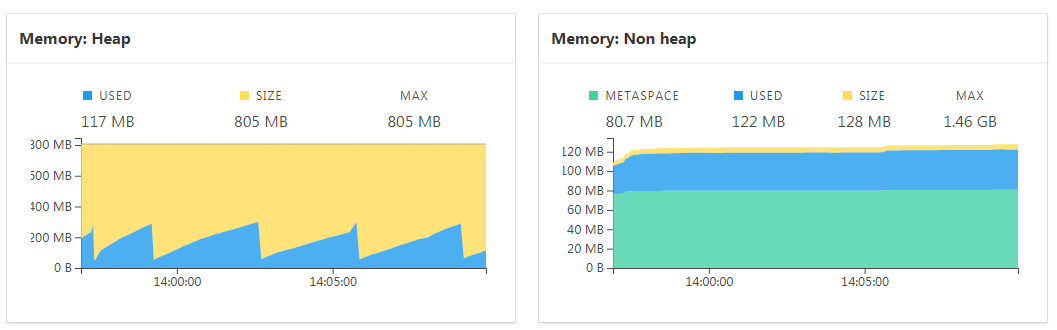 Memory: Heap
USED SIZE MAX
117 MB 805 MB 805 MB
800 MB
600 MB
400 MB
200 MB
0 B
14:00:00 14:05:00
Memory: Non heap
METASPACE USED SIZE MAX
80.7 MB 122 MB 128 MB 1.46 GB
120 MB
100 MB
80 MB
60 MB
40 MB
20 MB
0 B
14:00:00 14:05:00